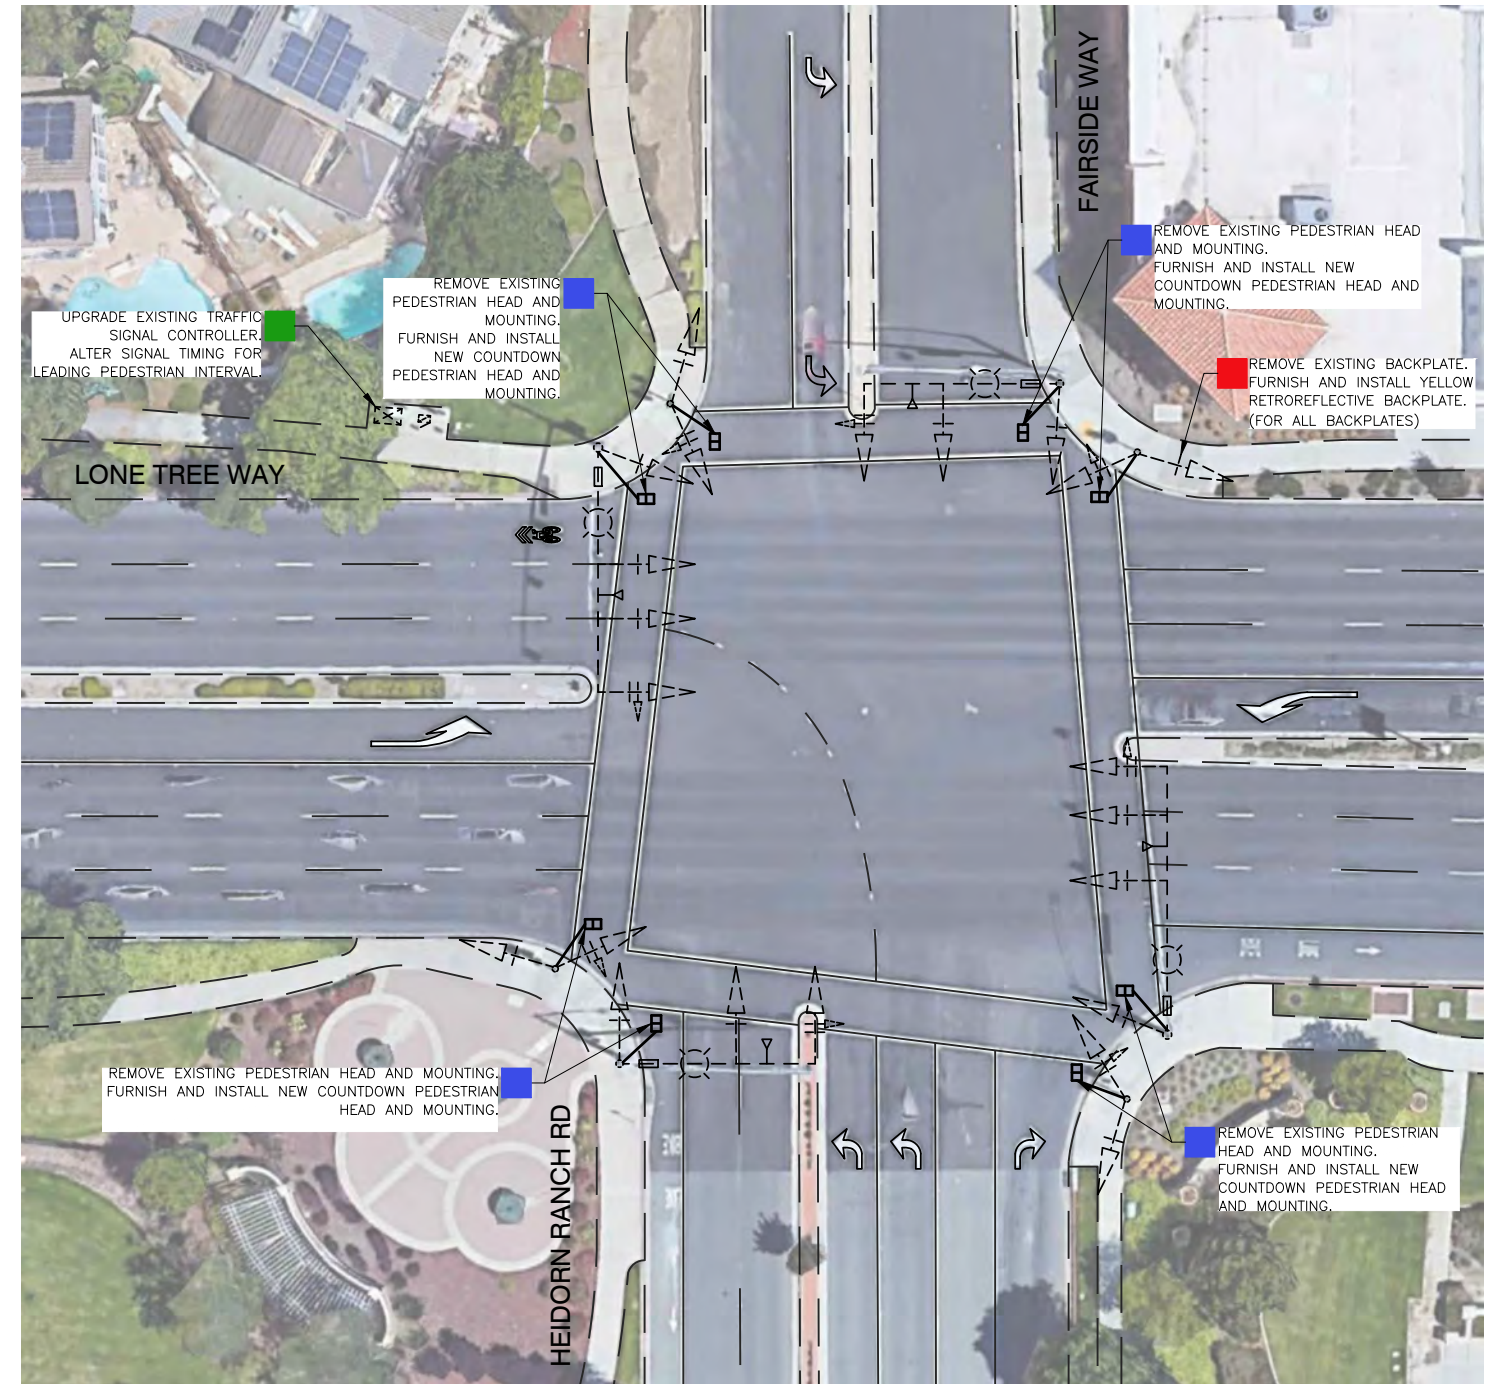 FAIRSIDE WAY
REMOVE EXISTING PEDESTRIAN HEAD
AND MOUNTING.
FURNISH AND INSTALL NEW
COUNTDOWN PEDESTRIAN HEAD AND
MOUNTING.
REMOVE EXISTING
PEDESTRIAN HEAD AND
MOUNTING.
FURNISH AND INSTALL
NEW COUNTDOWN
PEDESTRIAN HEAD AND
MOUNTING.
UPGRADE EXISTING TRAFFIC
SIGNAL CONTROLLER.
ALTER SIGNAL TIMING FOR
LEADING PEDESTRIAN INTERVAL.
REMOVE EXISTING BACKPLATE.
FURNISH AND INSTALL YELLOW
RETROREFLECTIVE BACKPLATE.
(FOR ALL BACKPLATES)
LONE TREE WAY
REMOVE EXISTING PEDESTRIAN HEAD AND MOUNTING.
FURNISH AND INSTALL NEW COUNTDOWN PEDESTRIAN
HEAD AND MOUNTING.
HEIDORN RANCH RD
REMOVE EXISTING PEDESTRIAN
HEAD AND MOUNTING.
FURNISH AND INSTALL NEW
COUNTDOWN PEDESTRIAN HEAD
AND MOUNTING.